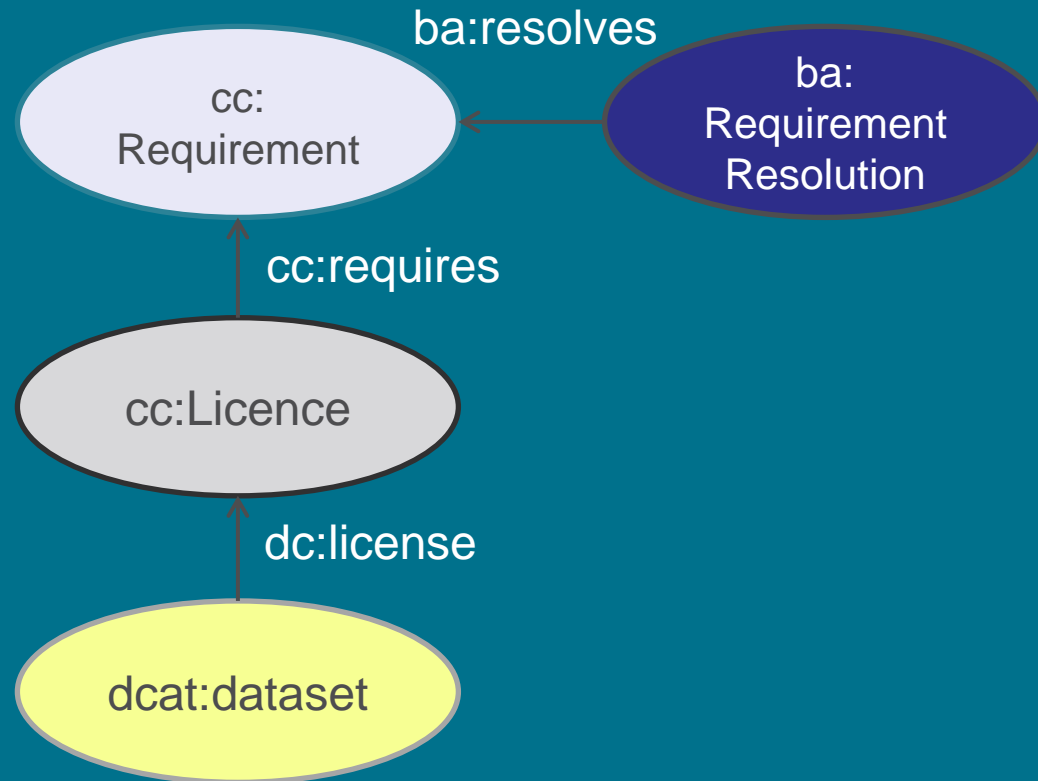 ba:resolves
cc:
Requirement
ba:
Requirement
Resolution
cc:requires
cc:Licence
dc:license
dcat:dataset